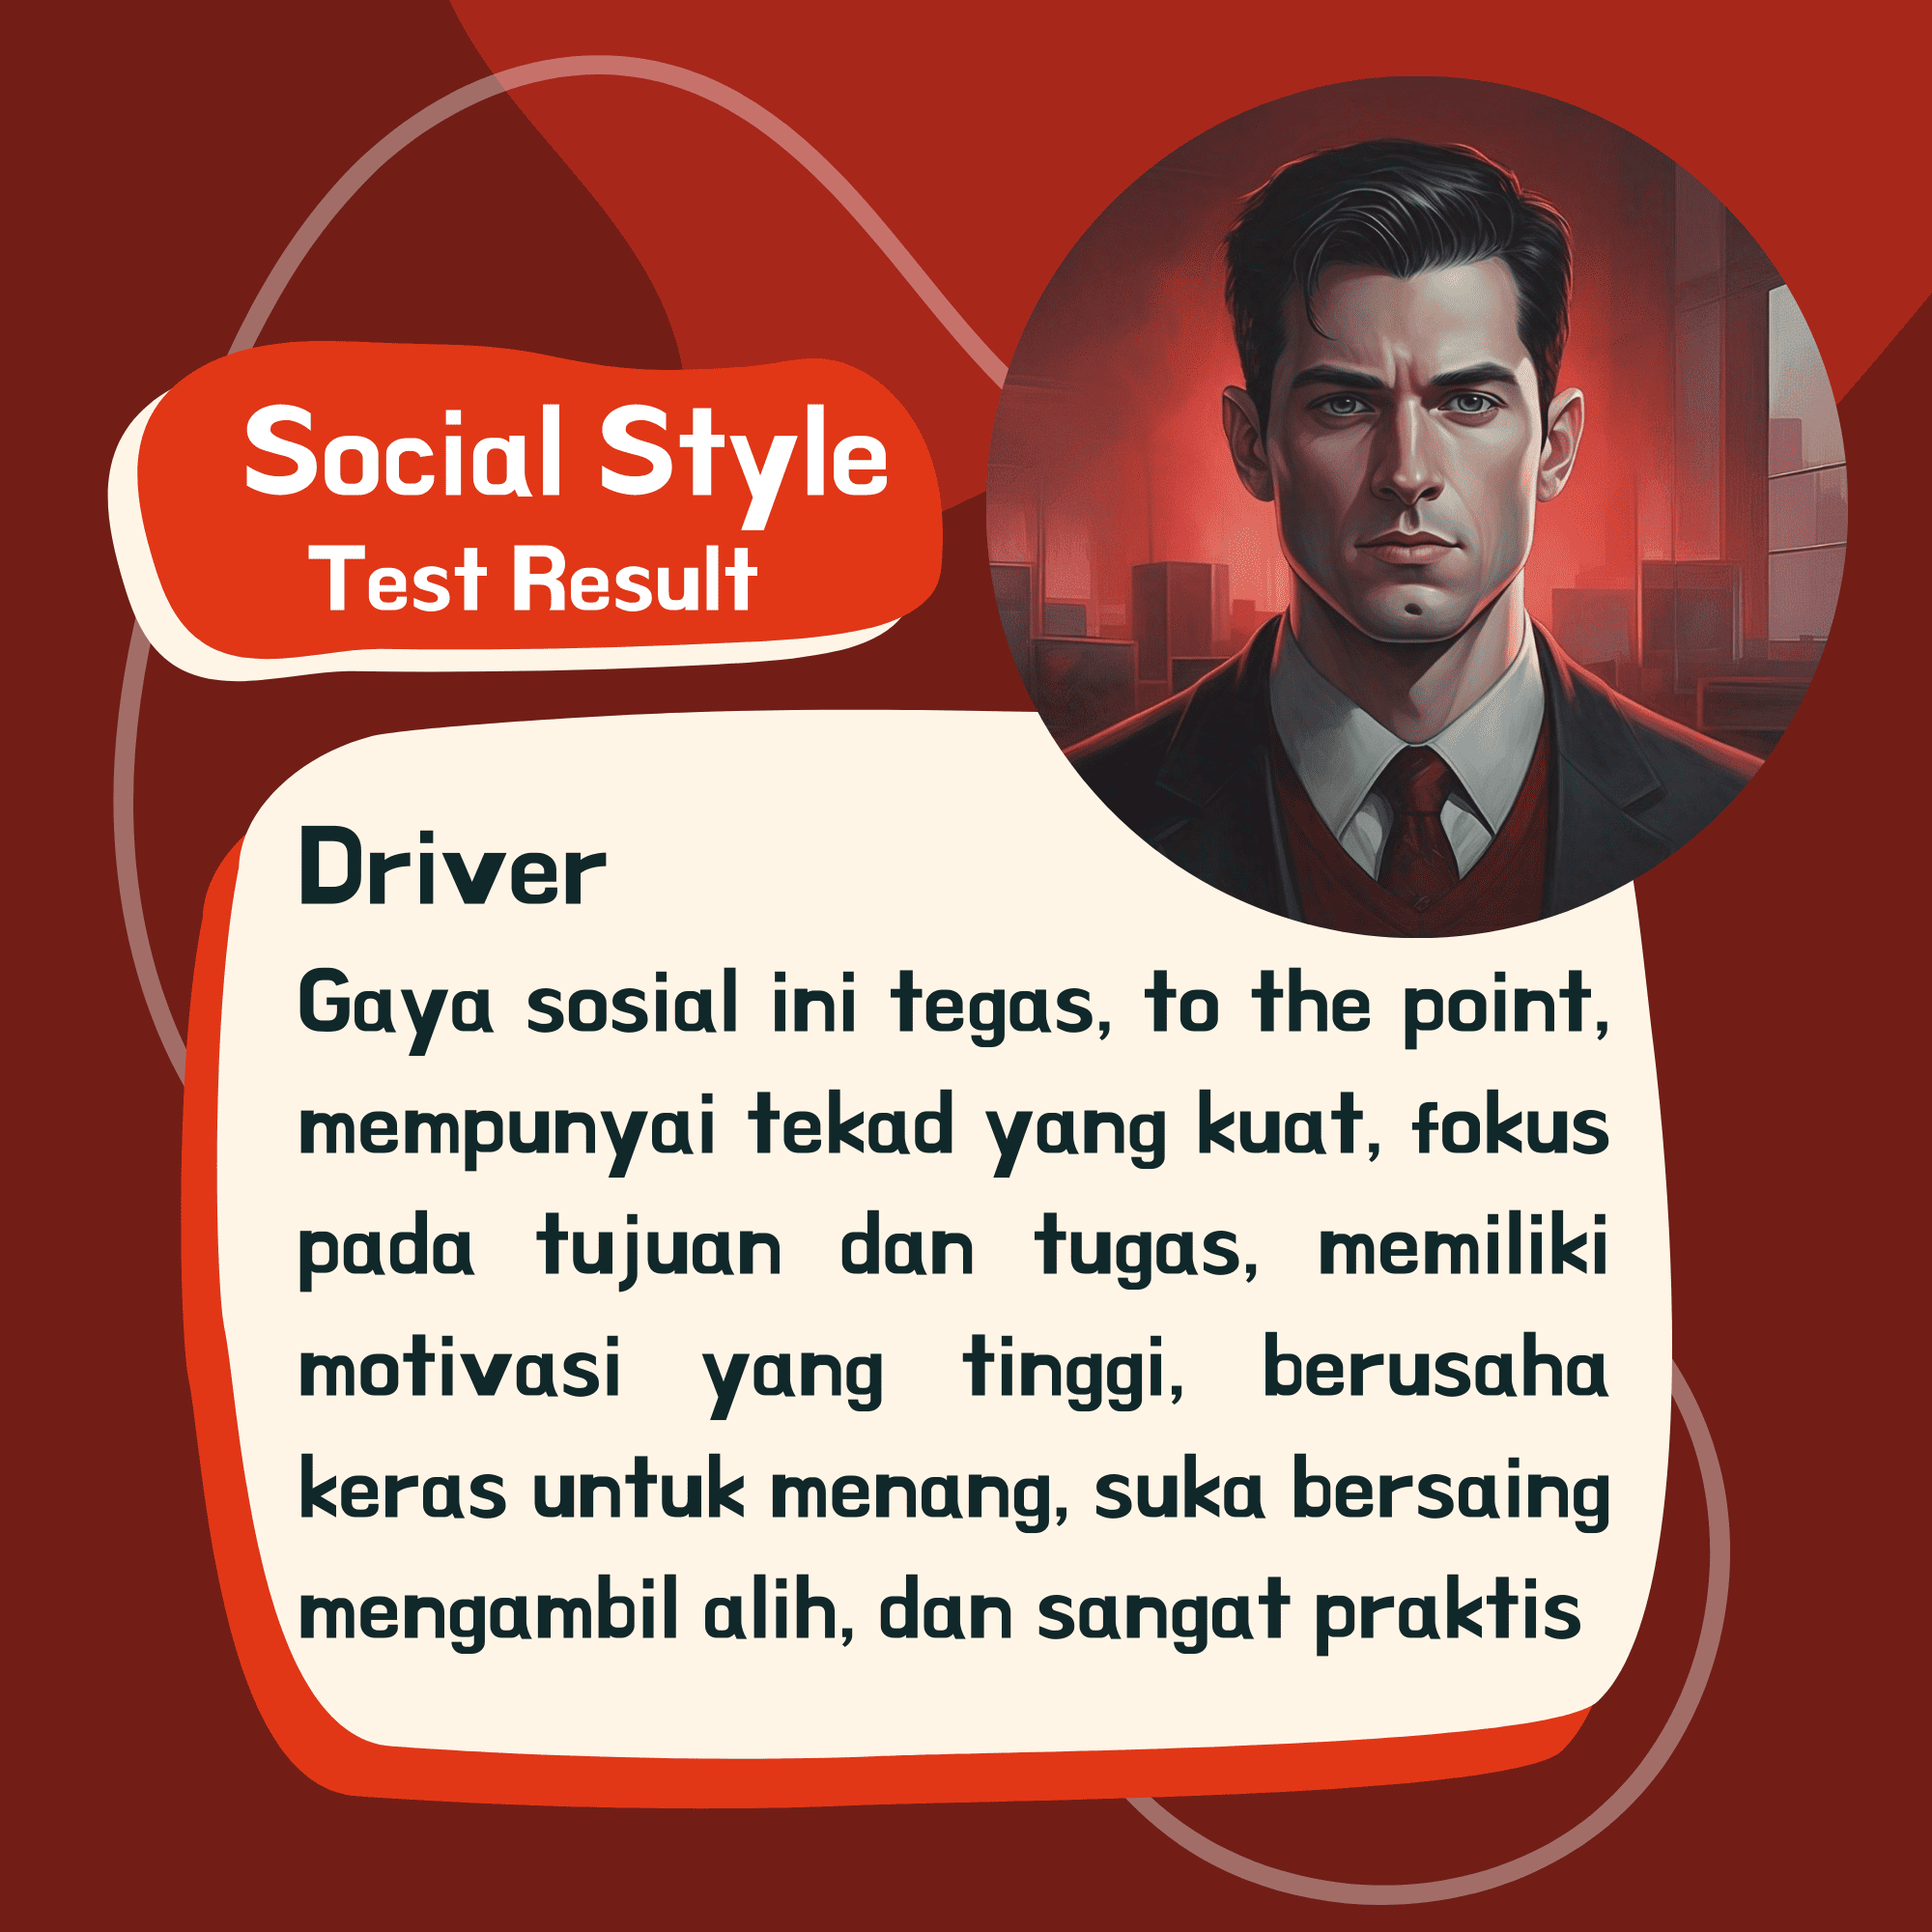 Social Style
Test Result
Driver
Gaya sosial ini tegas, to the point,
mempunyai tekad yang kuat, fokus
pada tujuan dan tugas, memiliki
motivasi yang tinggi, berusaha
keras untuk menang, suka bersaing
mengambil alih, dan sangat praktis